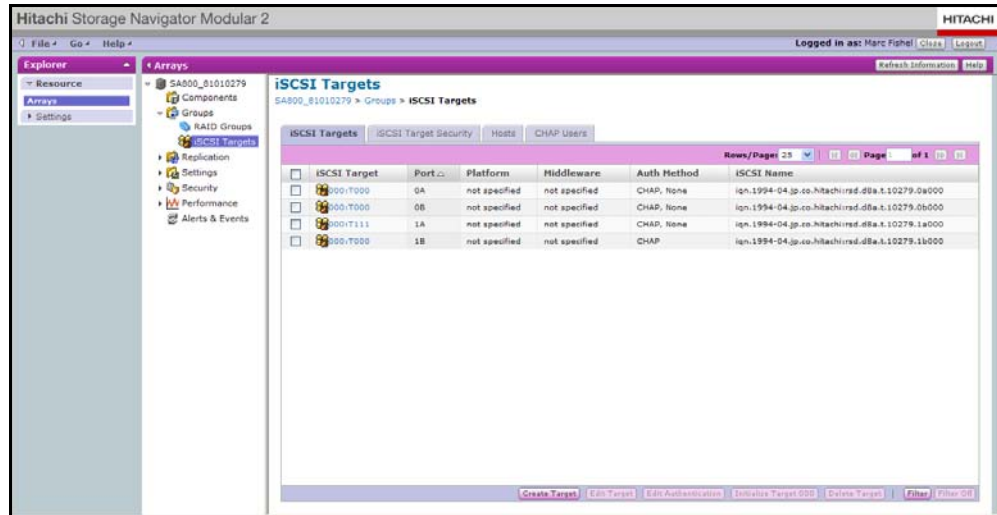 Hitachi Storage Navigator Modular 2
HITACHI
File Go Help
Logged in as: Marc Fishel Close Logout
Explorer
Arrays
Refresh Information Help
Resource
Arrays
Settings
SA800_81010279
Components
Groups
RAID Groups
iSCSI Targets
Replication
Settings
Security
Performance
Alerts & Events
iSCSI Targets
SA800_81010279 > Groups > iSCSI Targets
iSCSI Targets iSCSI Target Security Hosts CHAP Users
Rows/Page: 25 Page 1 of 1
iSCSI Target Port Platform Middleware Auth Method iSCSI Name
000:T000 0A not specified not specified CHAP, None iqn.1994-04.jp.co.hitachi:rsd.d8a.t.10279.0a000
000:T000 0B not specified not specified CHAP, None iqn.1994-04.jp.co.hitachi:rsd.d8a.t.10279.0b000
000:T111 1A not specified not specified CHAP, None iqn.1994-04.jp.co.hitachi:rsd.d8a.t.10279.1a000
000:T000 1B not specified not specified CHAP iqn.1994-04.jp.co.hitachi:rsd.d8a.t.10279.1b000
Create Target Edit Target Edit Authentication Initialize Target 000 Delete Target | Filter Filter Off